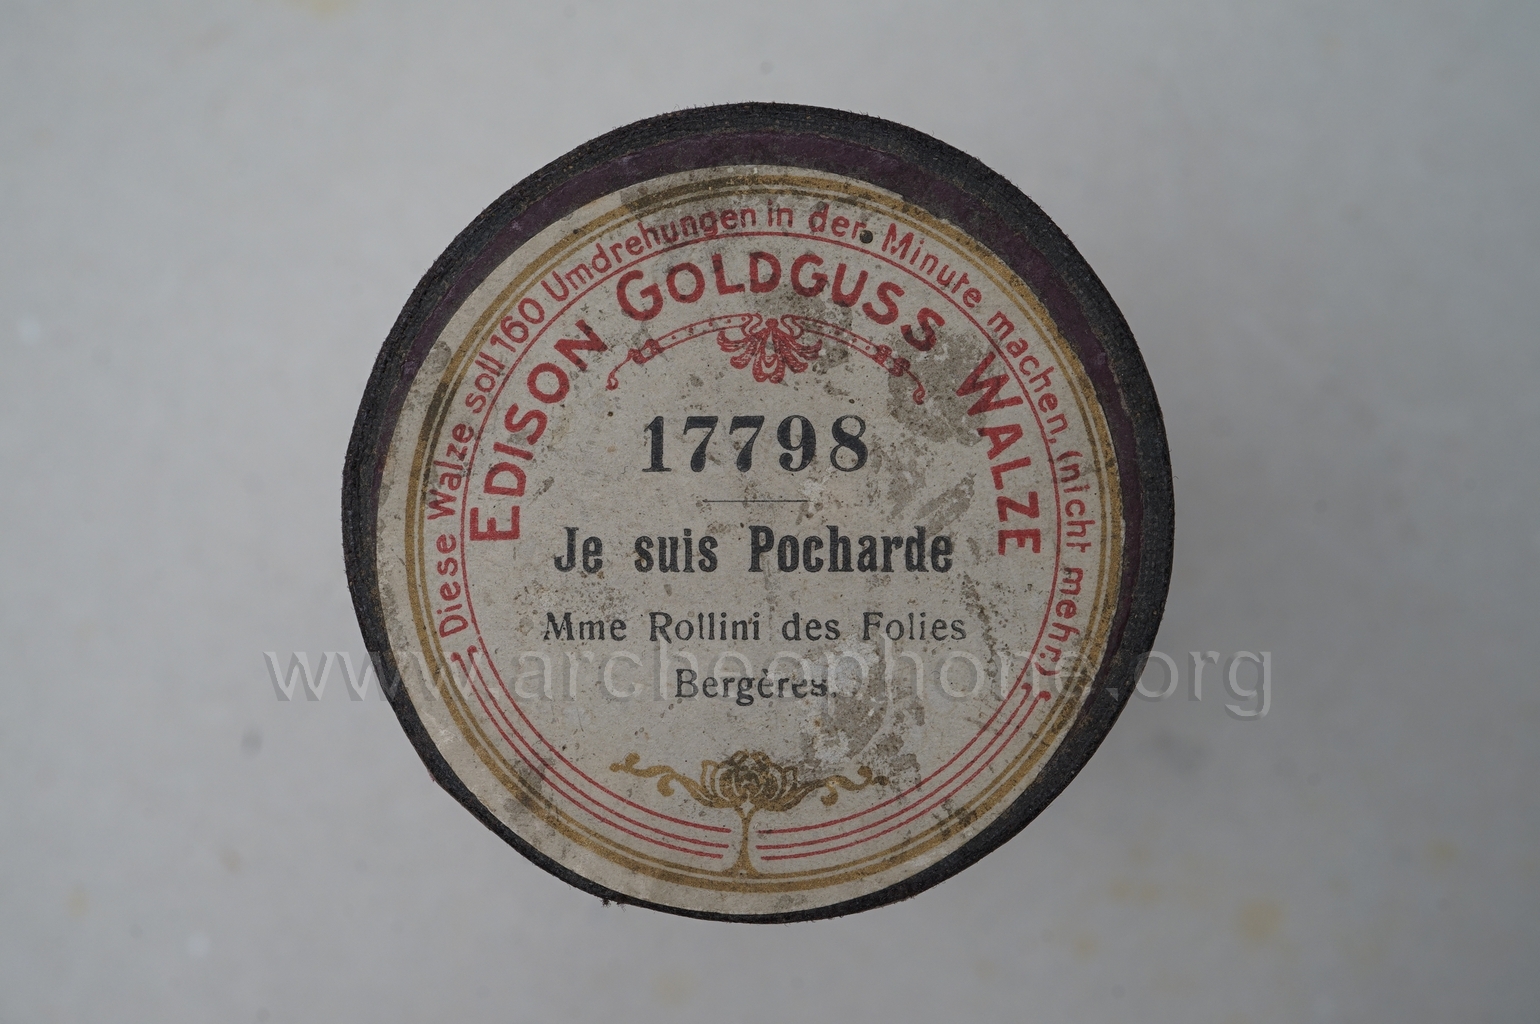 Diese Walze soll 160 Umdrehungen in der Minute machen, (nicht mehr)
EDISON GOLDGUSS WALZE
17798
Je suis Pocharde
Mme Rollini des Folies
Bergères.
www.archeophone.org